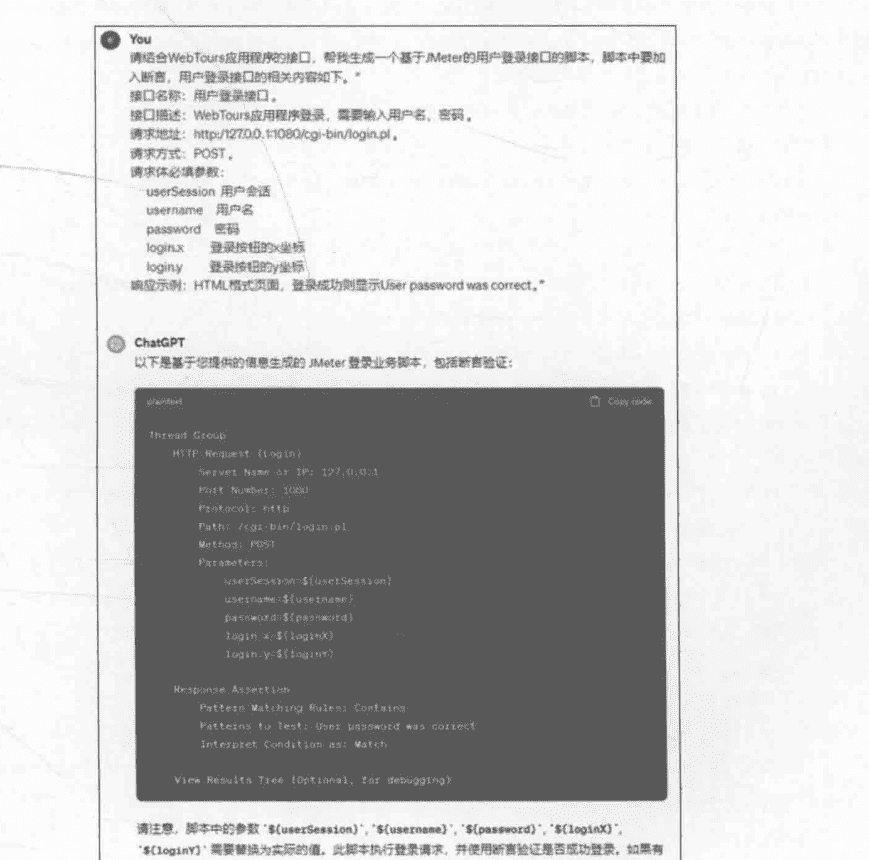 You
请结合WebTours应用程序的接口，帮我生成一个基于JMeter的用户登录接口的脚本，脚本中要加
入断言，用户登录接口的相关内容如下。“
接口名称：用户登录接口。
接口描述：WebTours应用程序登录，需要输入用户名、密码。
请求地址：http:/127.0.0.1:1080/cgi-bin/login.pl。
请求方式：POST。
请求体必填参数：
userSession 用户会话
username 用户名
password 密码
login.x 登录按钮的x坐标
login.y 登录按钮的y坐标
响应示例：HTML格式页面，登录成功则显示User password was correct。”
ChatGPT
以下是基于您提供的信息生成的 JMeter 登录业务脚本，包括断言验证：
plaintext Copy code
Thread Group
HTTP Request (Login)
Server Name or IP: 127.0.0.1
Port Number: 1080
Protocol: http
Path: /cgi-bin/login.pl
Method: POST
Parameters:
userSession=${userSession}
username=${username}
password=${password}
login.x=${loginX}
login.y=${loginY}
Response Assertion
Pattern Matching Rules: Contains
Patterns to Test: User password was correct
Interpret Condition as: Match
View Results Tree (Optional, for debugging)
请注意，脚本中的参数 '${userSession}', '${username}', '${password}', '${loginX}',
'${loginY}' 需要替换为实际的值。此脚本执行登录请求，并使用断言验证是否成功登录。如果有